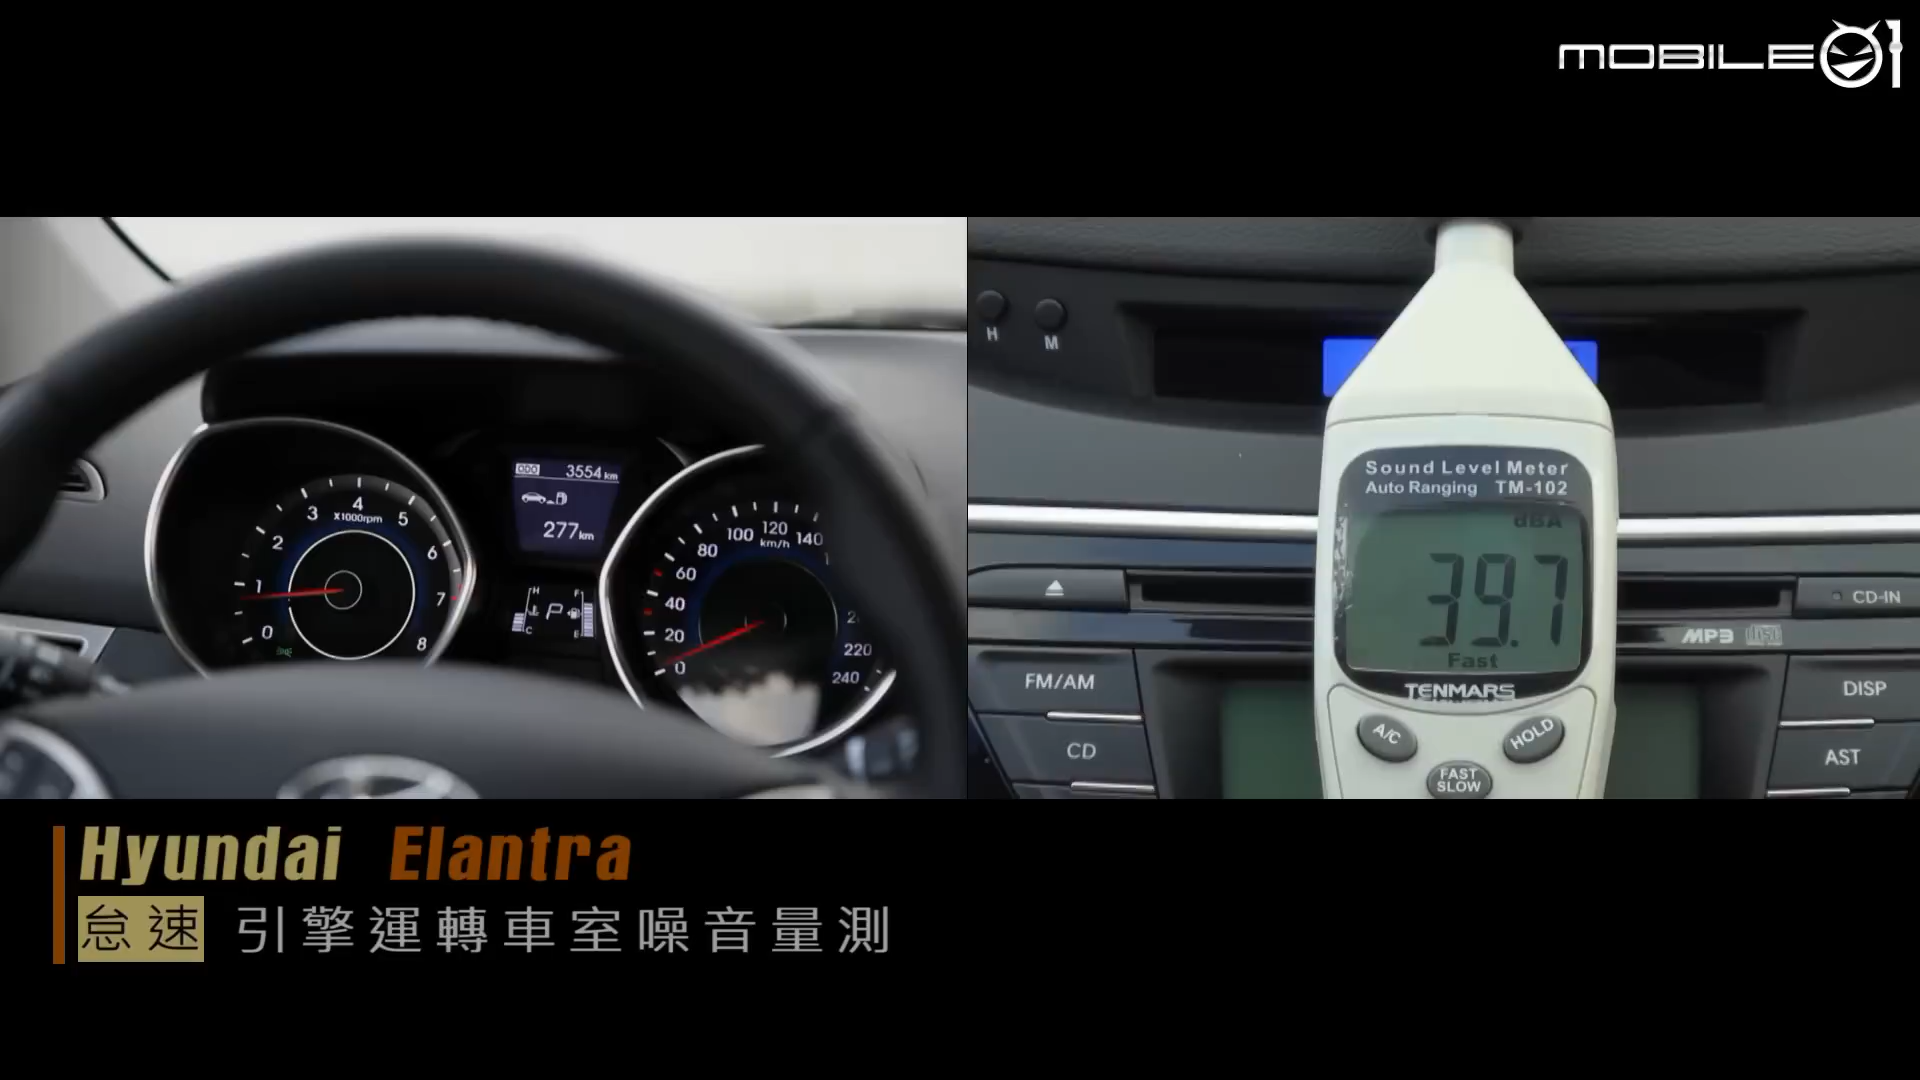 MOBILE01
ODO 3554 km
277km
0 1 2 3 4 5 6 7 8
X1000rpm
H
C
P
F
E
0 20 40 60 80 100 120 140 220 240
km/h
H
M
Sound Level Meter
Auto Ranging TM-102
dBA
39.7
Fast
TENMARS
A/C
HOLD
FAST
SLOW
CD-IN
MP3
FM/AM
DISP
CD
AST
Hyundai Elantra
怠速 引擎運轉車室噪音量測